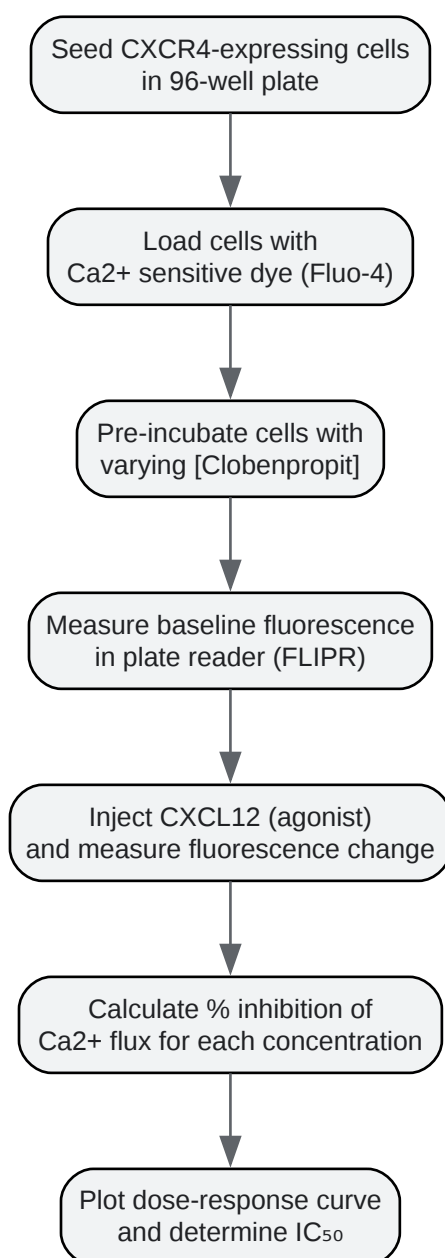 Seed CXCR4-expressing cells
in 96-well plate
Load cells with
Ca2+ sensitive dye (Fluo-4)
Pre-incubate cells with
varying [Clobenpropit]
Measure baseline fluorescence
in plate reader (FLIPR)
Inject CXCL12 (agonist)
and measure fluorescence change
Calculate % inhibition of
Ca2+ flux for each concentration
Plot dose-response curve
and determine IC₅₀